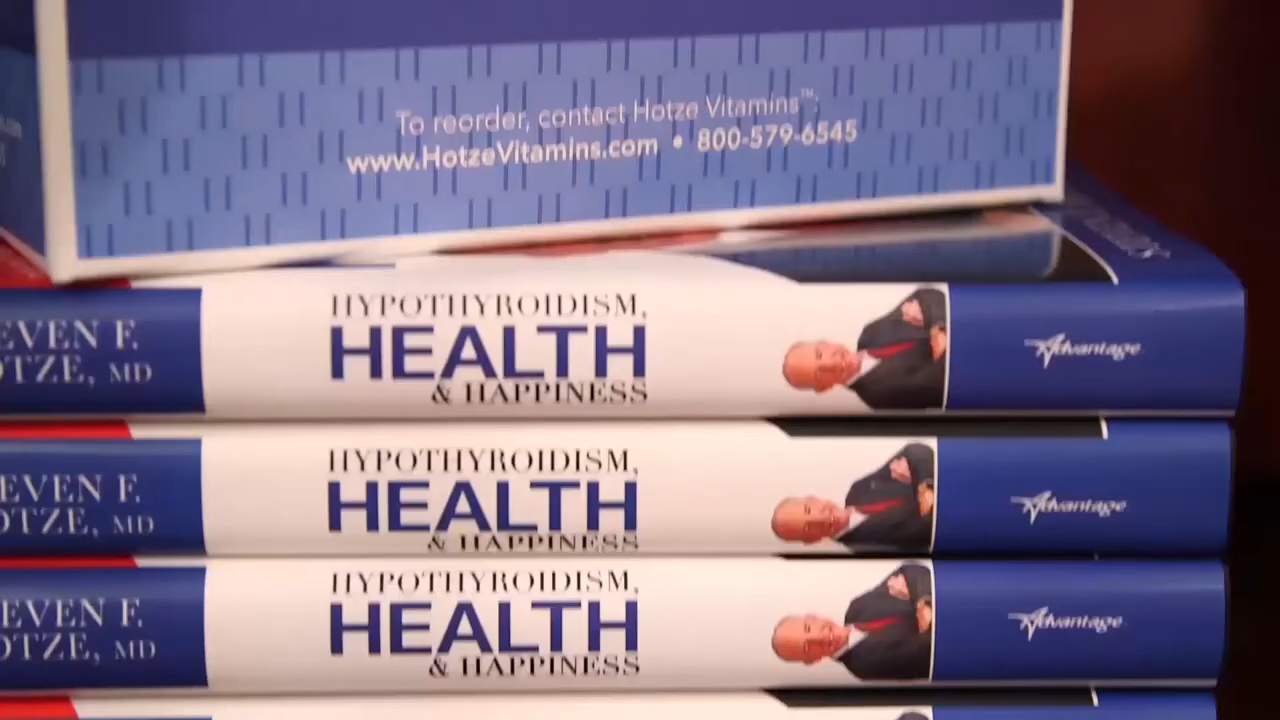 To reorder, contact Hotze Vitamins™:
www.HotzeVitamins.com • 800-579-6545
EVEN F.
OTZE, MD
HYPOTHYROIDISM,
HEALTH
& HAPPINESS
Advantage
EVEN F.
OTZE, MD
HYPOTHYROIDISM,
HEALTH
& HAPPINESS
Advantage
EVEN F.
OTZE, MD
HYPOTHYROIDISM,
HEALTH
& HAPPINESS
Advantage